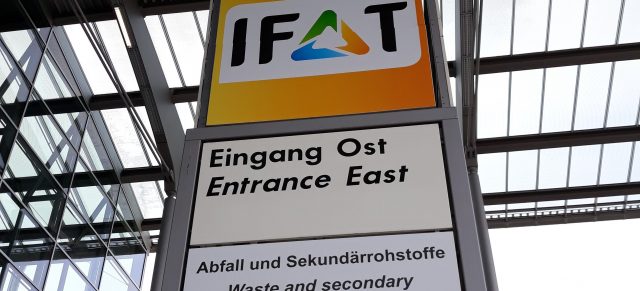 IFAT
Eingang Ost
Entrance East
Abfall und Sekundärrohstoffe
Waste and secondary